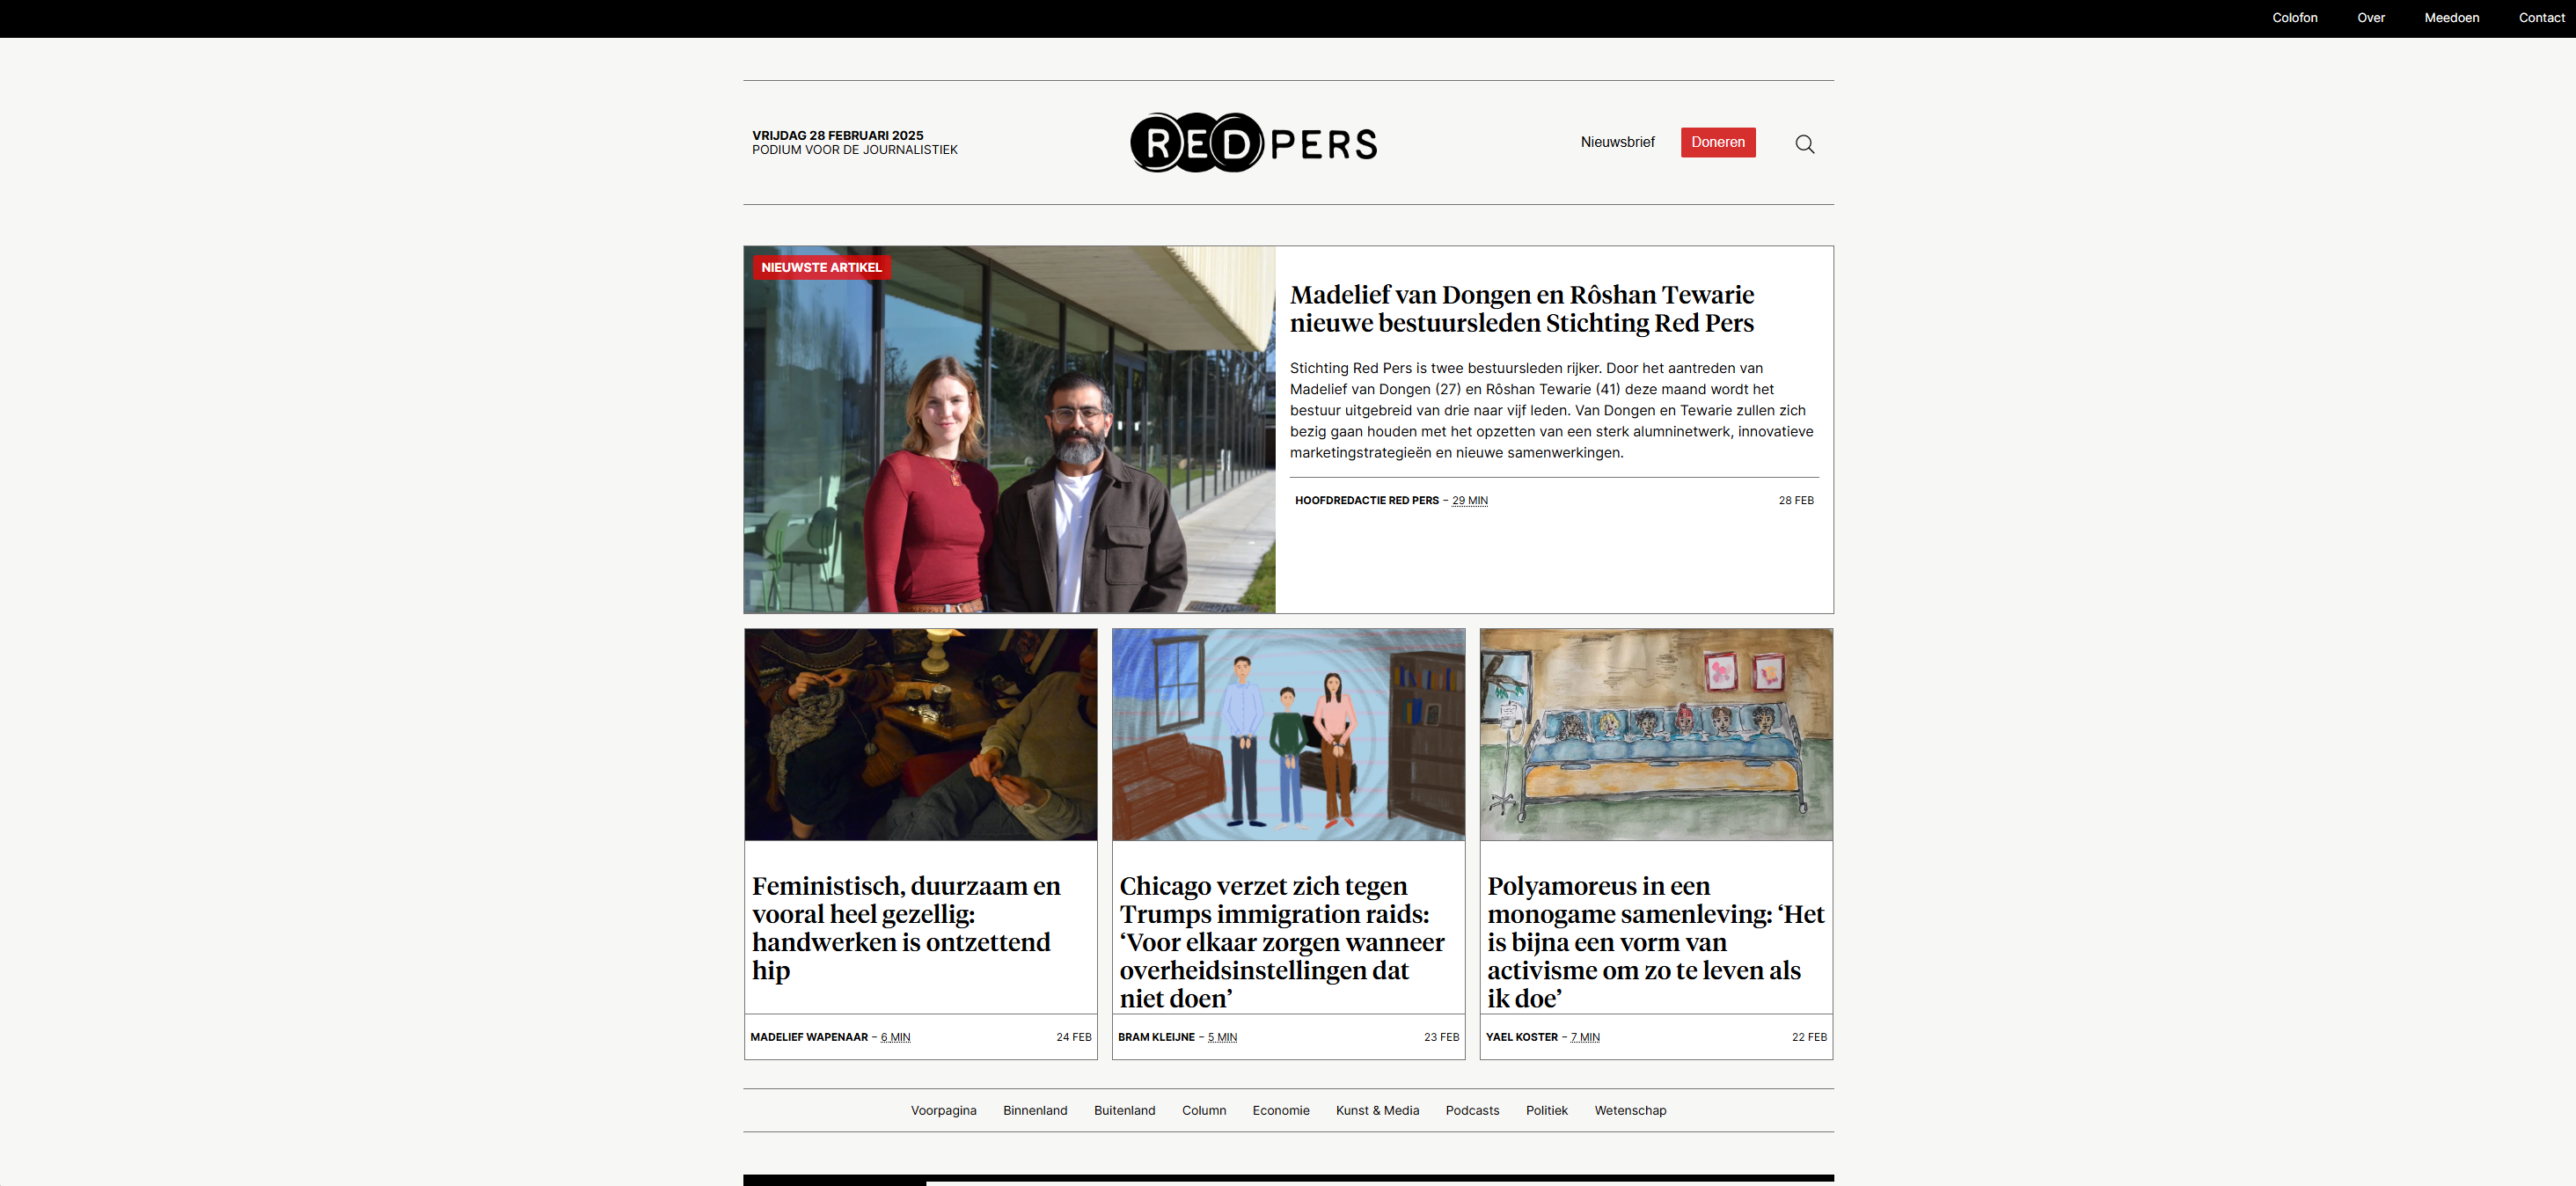 Colofon Over Meedoen Contact
VRIJDAG 28 FEBRUARI 2025
PODIUM VOOR DE JOURNALISTIEK
RED PERS
Nieuwsbrief Doneren
NIEUWSTE ARTIKEL
Madelief van Dongen en Rôshan Tewarie
nieuwe bestuursleden Stichting Red Pers
Stichting Red Pers is twee bestuursleden rijker. Door het aantreden van
Madelief van Dongen (27) en Rôshan Tewarie (41) deze maand wordt het
bestuur uitgebreid van drie naar vijf leden. Van Dongen en Tewarie zullen zich
bezig gaan houden met het opzetten van een sterk alumninetwerk, innovatieve
marketingstrategieën en nieuwe samenwerkingen.
HOOFDREDACTIE RED PERS – 29 MIN 28 FEB
Feministisch, duurzaam en
vooral heel gezellig:
handwerken is ontzettend
hip
MADELIEF WAPENAAR – 6 MIN 24 FEB
Chicago verzet zich tegen
Trumps immigration raids:
‘Voor elkaar zorgen wanneer
overheidsinstellingen dat
niet doen’
BRAM KLEIJNE – 5 MIN 23 FEB
Polyamoreus in een
monogame samenleving: ‘Het
is bijna een vorm van
activisme om zo te leven als
ik doe’
YAEL KOSTER – 7 MIN 22 FEB
Voorpagina Binnenland Buitenland Column Economie Kunst & Media Podcasts Politiek Wetenschap